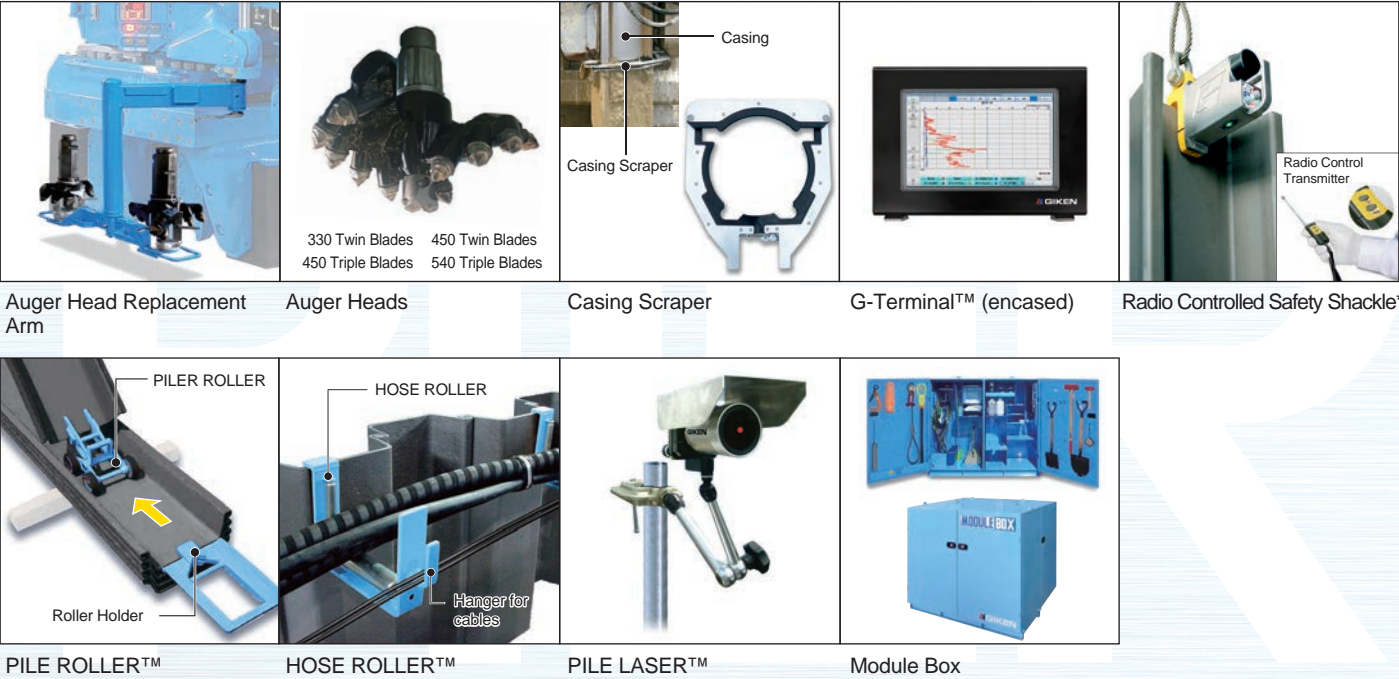 Casing
Casing Scraper
330 Twin Blades 450 Twin Blades
450 Triple Blades 540 Triple Blades
GIKEN
Radio Control
Transmitter
Auger Head Replacement
Arm
Auger Heads
Casing Scraper
G-Terminal™ (encased)
Radio Controlled Safety Shackle
PILER ROLLER
Roller Holder
HOSE ROLLER
Hanger for
cables
GIKEN
MODULE BOX
GIKEN
PILE ROLLER™
HOSE ROLLER™
PILE LASER™
Module Box